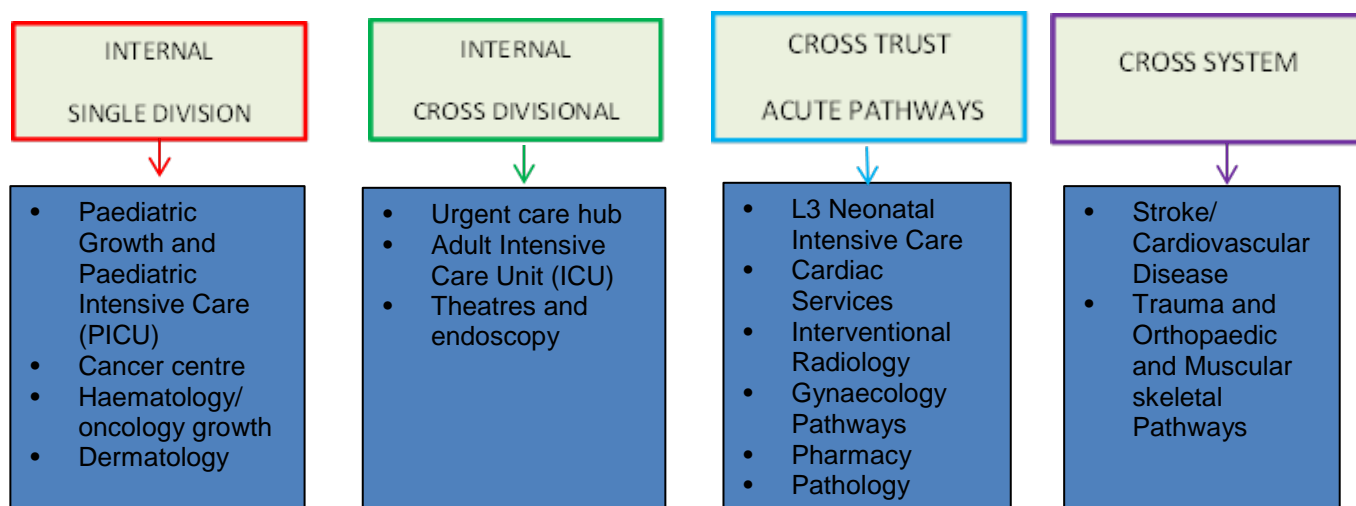 INTERNAL
SINGLE DIVISION
• Paediatric
Growth and
Paediatric
Intensive Care
(PICU)
• Cancer centre
• Haematology/
oncology growth
• Dermatology
INTERNAL
CROSS DIVISIONAL
• Urgent care hub
• Adult Intensive
Care Unit (ICU)
• Theatres and
endoscopy
CROSS TRUST
ACUTE PATHWAYS
• L3 Neonatal
Intensive Care
• Cardiac
Services
• Interventional
Radiology
• Gynaecology
Pathways
• Pharmacy
• Pathology
CROSS SYSTEM
• Stroke/
Cardiovascular
Disease
• Trauma and
Orthopaedic
and Muscular
skeletal
Pathways